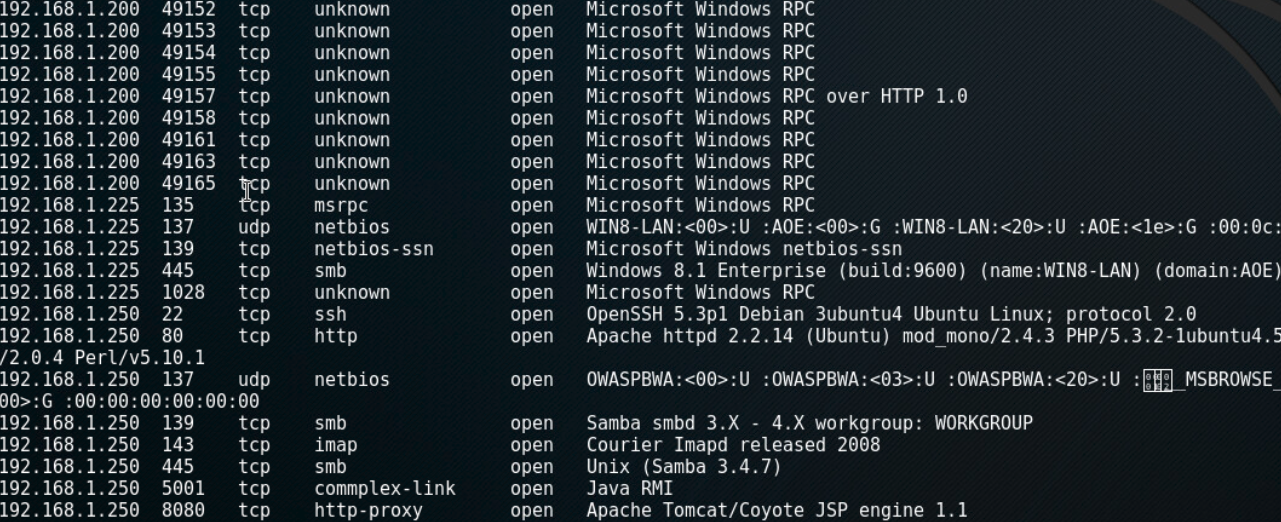 192.168.1.200 49152 tcp unknown open Microsoft Windows RPC
192.168.1.200 49153 tcp unknown open Microsoft Windows RPC
192.168.1.200 49154 tcp unknown open Microsoft Windows RPC
192.168.1.200 49155 tcp unknown open Microsoft Windows RPC
192.168.1.200 49157 tcp unknown open Microsoft Windows RPC over HTTP 1.0
192.168.1.200 49158 tcp unknown open Microsoft Windows RPC
192.168.1.200 49161 tcp unknown open Microsoft Windows RPC
192.168.1.200 49163 tcp unknown open Microsoft Windows RPC
192.168.1.200 49165 tcp unknown open Microsoft Windows RPC
192.168.1.225 135 tcp msrpc open Microsoft Windows RPC
192.168.1.225 137 udp netbios open WIN8-LAN:<00>:U :AOE:<00>:G :WIN8-LAN:<20>:U :AOE:<1e>:G :00:0c:
192.168.1.225 139 tcp netbios-ssn open Microsoft Windows netbios-ssn
192.168.1.225 445 tcp smb open Windows 8.1 Enterprise (build:9600) (name:WIN8-LAN) (domain:AOE)
192.168.1.225 1028 tcp unknown open Microsoft Windows RPC
192.168.1.250 22 tcp ssh open OpenSSH 5.3p1 Debian 3ubuntu4 Ubuntu Linux; protocol 2.0
192.168.1.250 80 tcp http open Apache httpd 2.2.14 (Ubuntu) mod_mono/2.4.3 PHP/5.3.2-1ubuntu4.5
/2.0.4 Perl/v5.10.1
192.168.1.250 137 udp netbios open OWASPBWA:<00>:U :OWASPBWA:<03>:U :OWASPBWA:<20>:U : _MSBROWSE_
00>:G :00:00:00:00:00:00
192.168.1.250 139 tcp smb open Samba smbd 3.X - 4.X workgroup: WORKGROUP
192.168.1.250 143 tcp imap open Courier Imapd released 2008
192.168.1.250 445 tcp smb open Unix (Samba 3.4.7)
192.168.1.250 5001 tcp commplex-link open Java RMI
192.168.1.250 8080 tcp http-proxy open Apache Tomcat/Coyote JSP engine 1.1